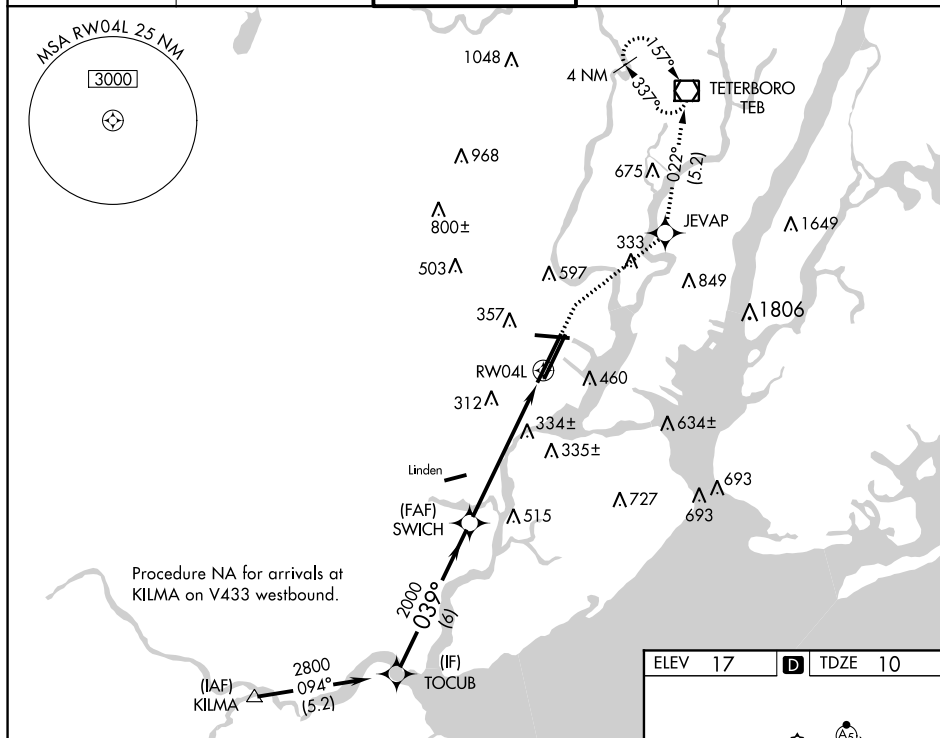 MSA RW04L 25 NM
3000
1048
4 NM
157°
337°
TETERBORO
TEB
968
675
022°
(5.2)
800±
JEVAP
1649
333
503
597
849
357
1806
RW04L
460
312
334±
634±
335±
Linden
(FAF)
SWICH
515
727
693
693
Procedure NA for arrivals at
KILMA on V433 westbound.
2000
039°
(6)
(IAF)
KILMA
2800
094°
(5.2)
(IF)
TOCUB
ELEV 17
D
TDZE 10
A5